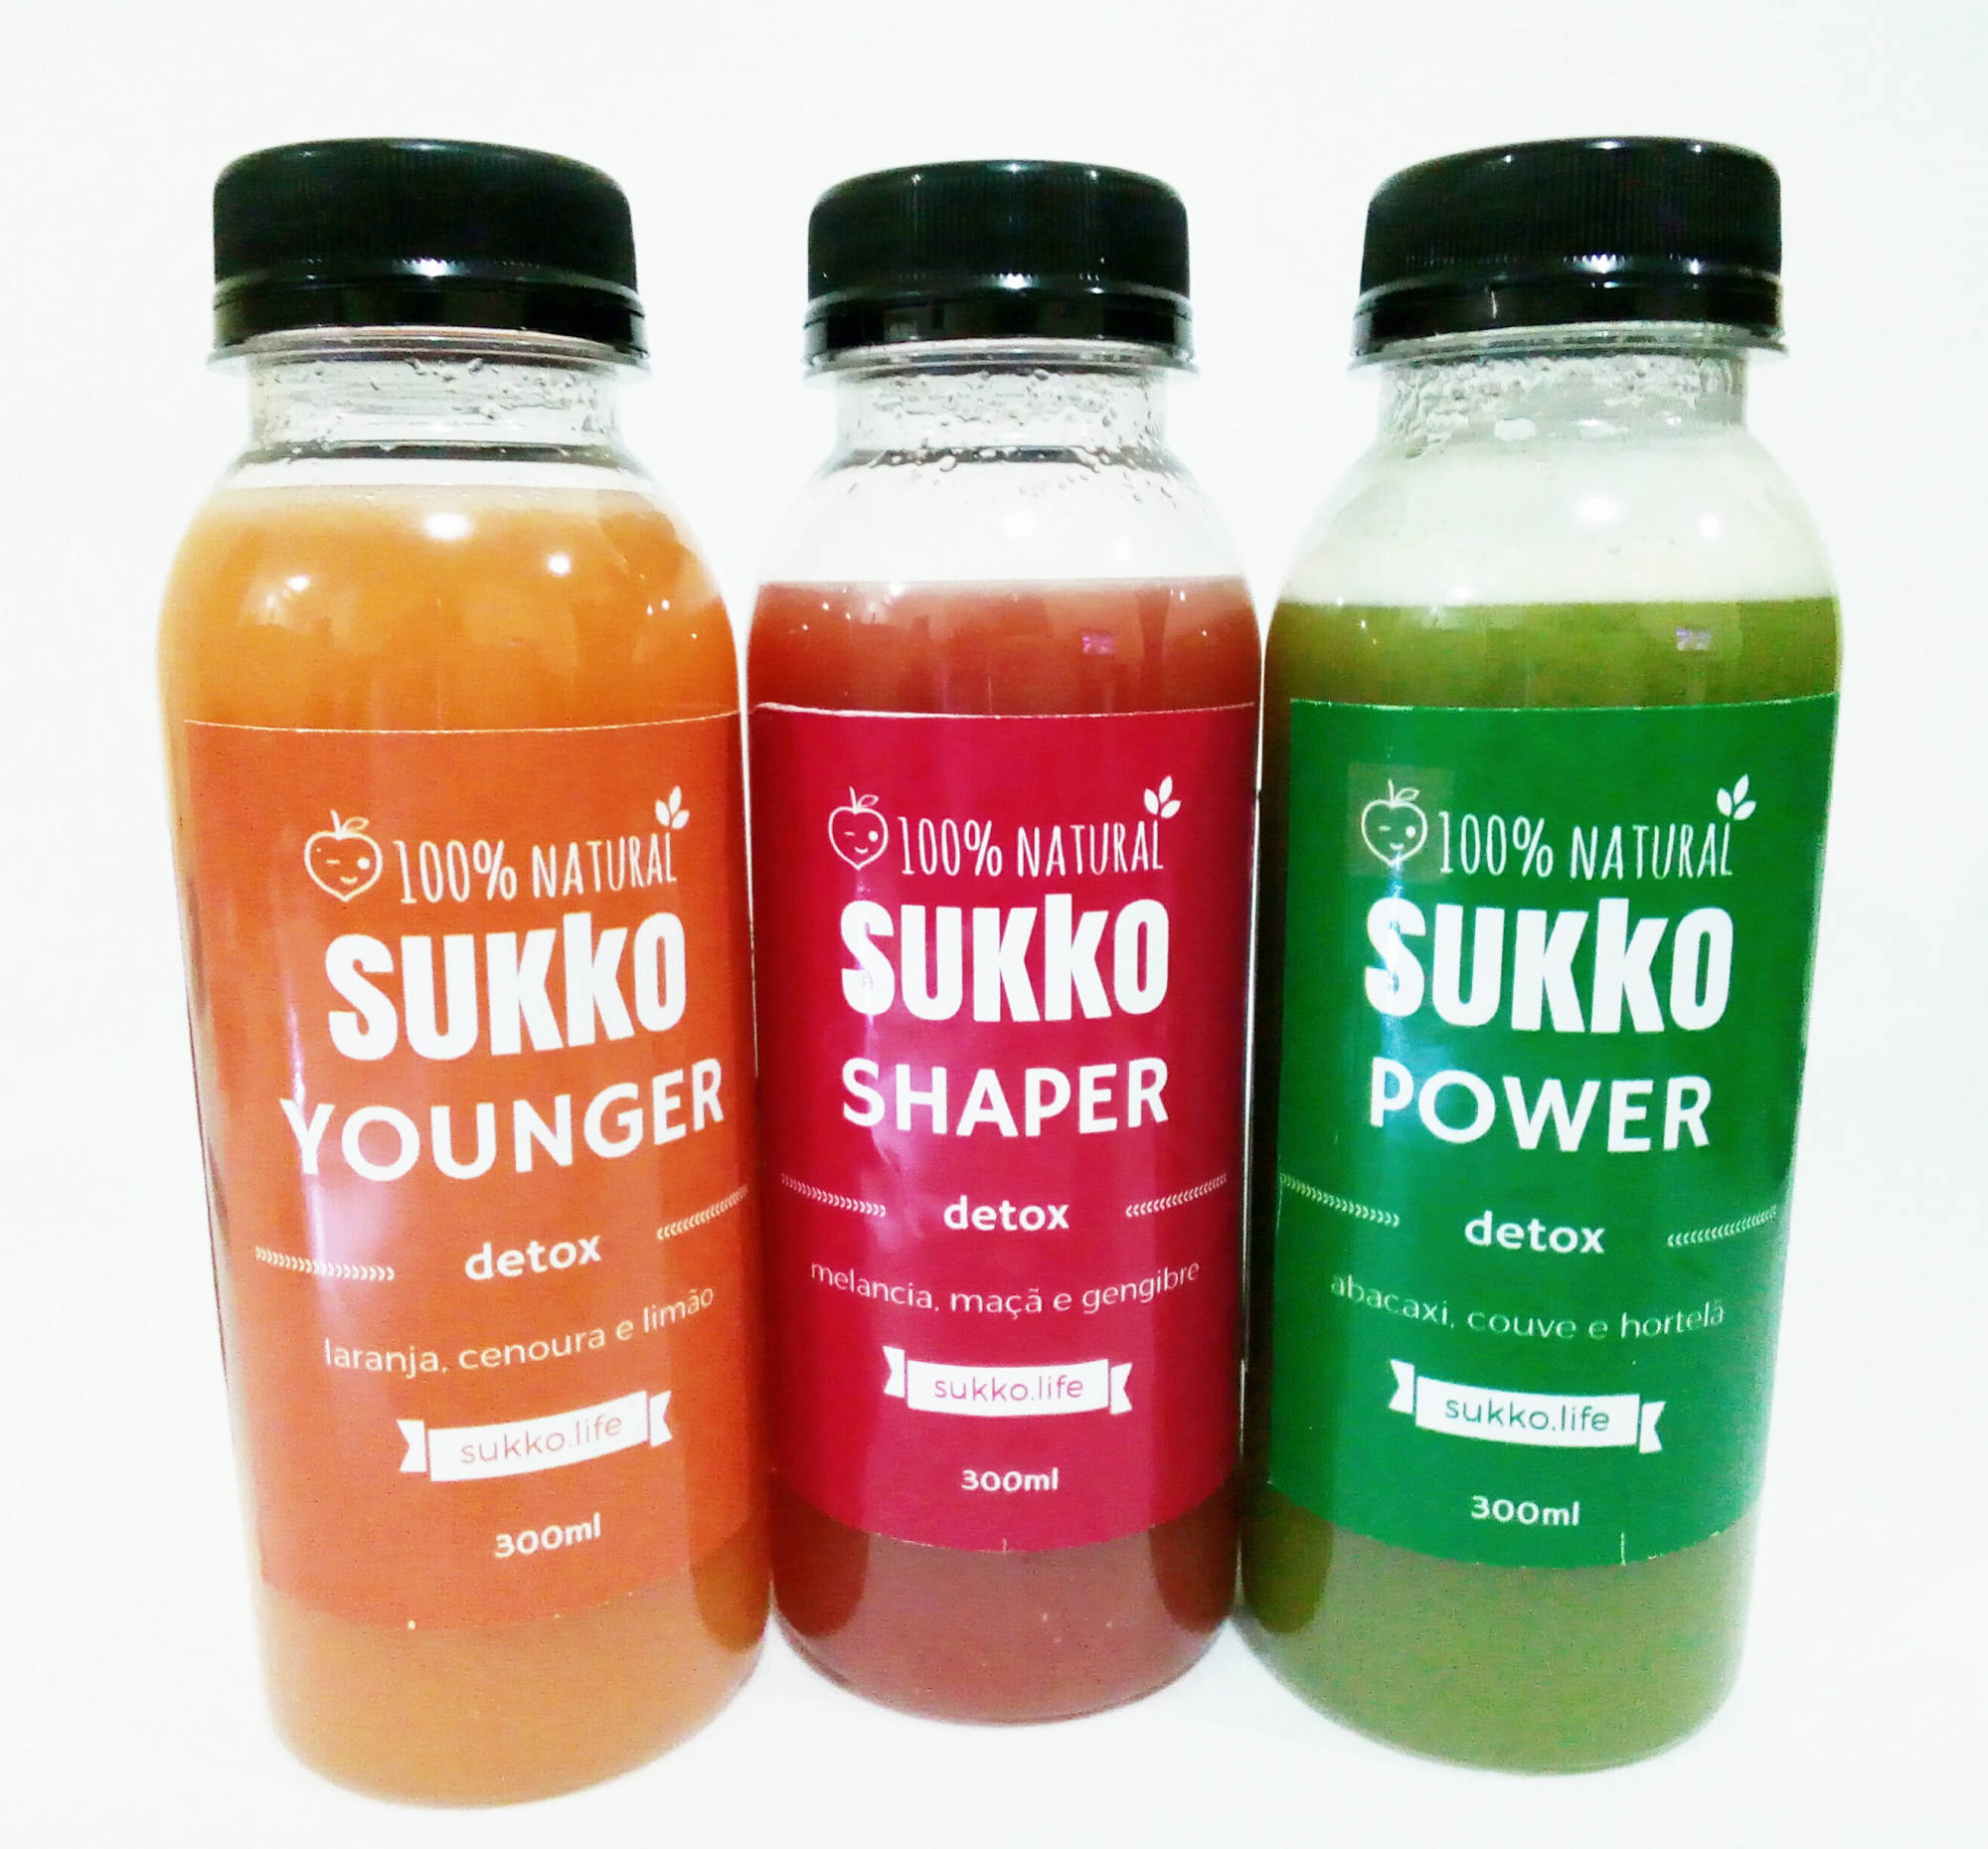 100% NATURAL
SUKKO
YOUNGER
detox
laranja, cenoura e limão
sukko.life
300ml
100% NATURAL
SUKKO
SHAPER
detox
melancia, maçã e gengibre
sukko.life
300ml
100% NATURAL
SUKKO
POWER
detox
abacaxi, couve e hortelã
sukko.life
300ml